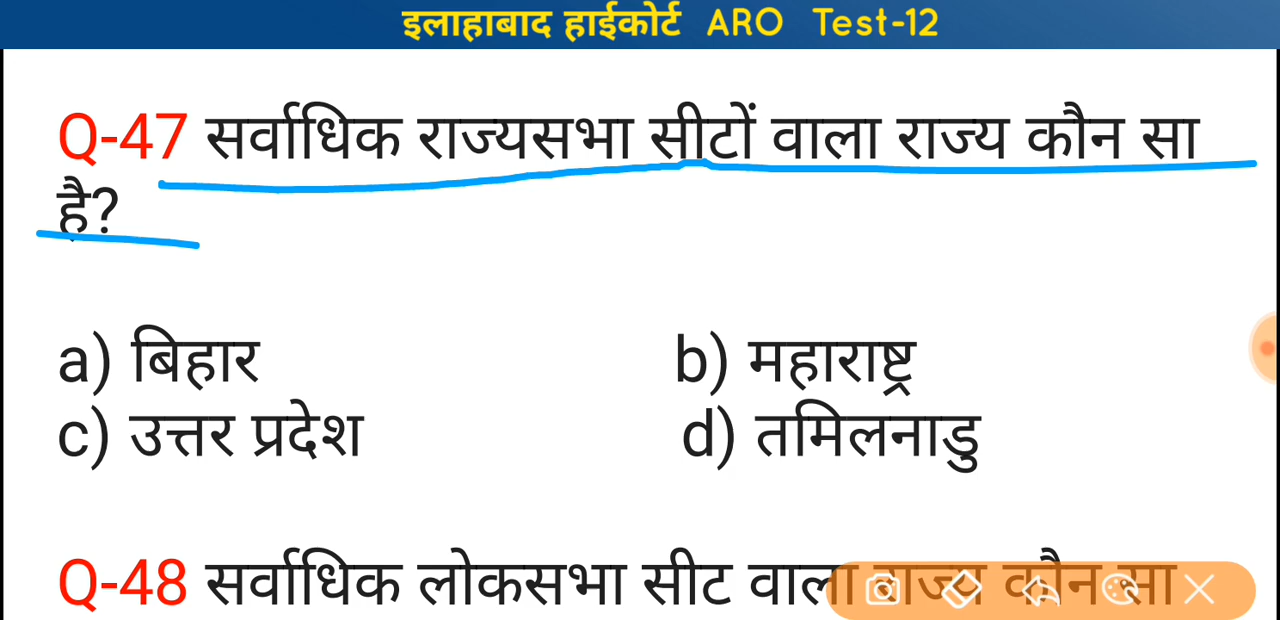 इलाहाबाद हाईकोर्ट ARO Test-12
Q-47 सर्वाधिक राज्यसभा सीटों वाला राज्य कौन सा
है?
a) बिहार b) महाराष्ट्र
c) उत्तर प्रदेश d) तमिलनाडु
Q-48 सर्वाधिक लोकसभा सीट वाला राज्य कौन सा